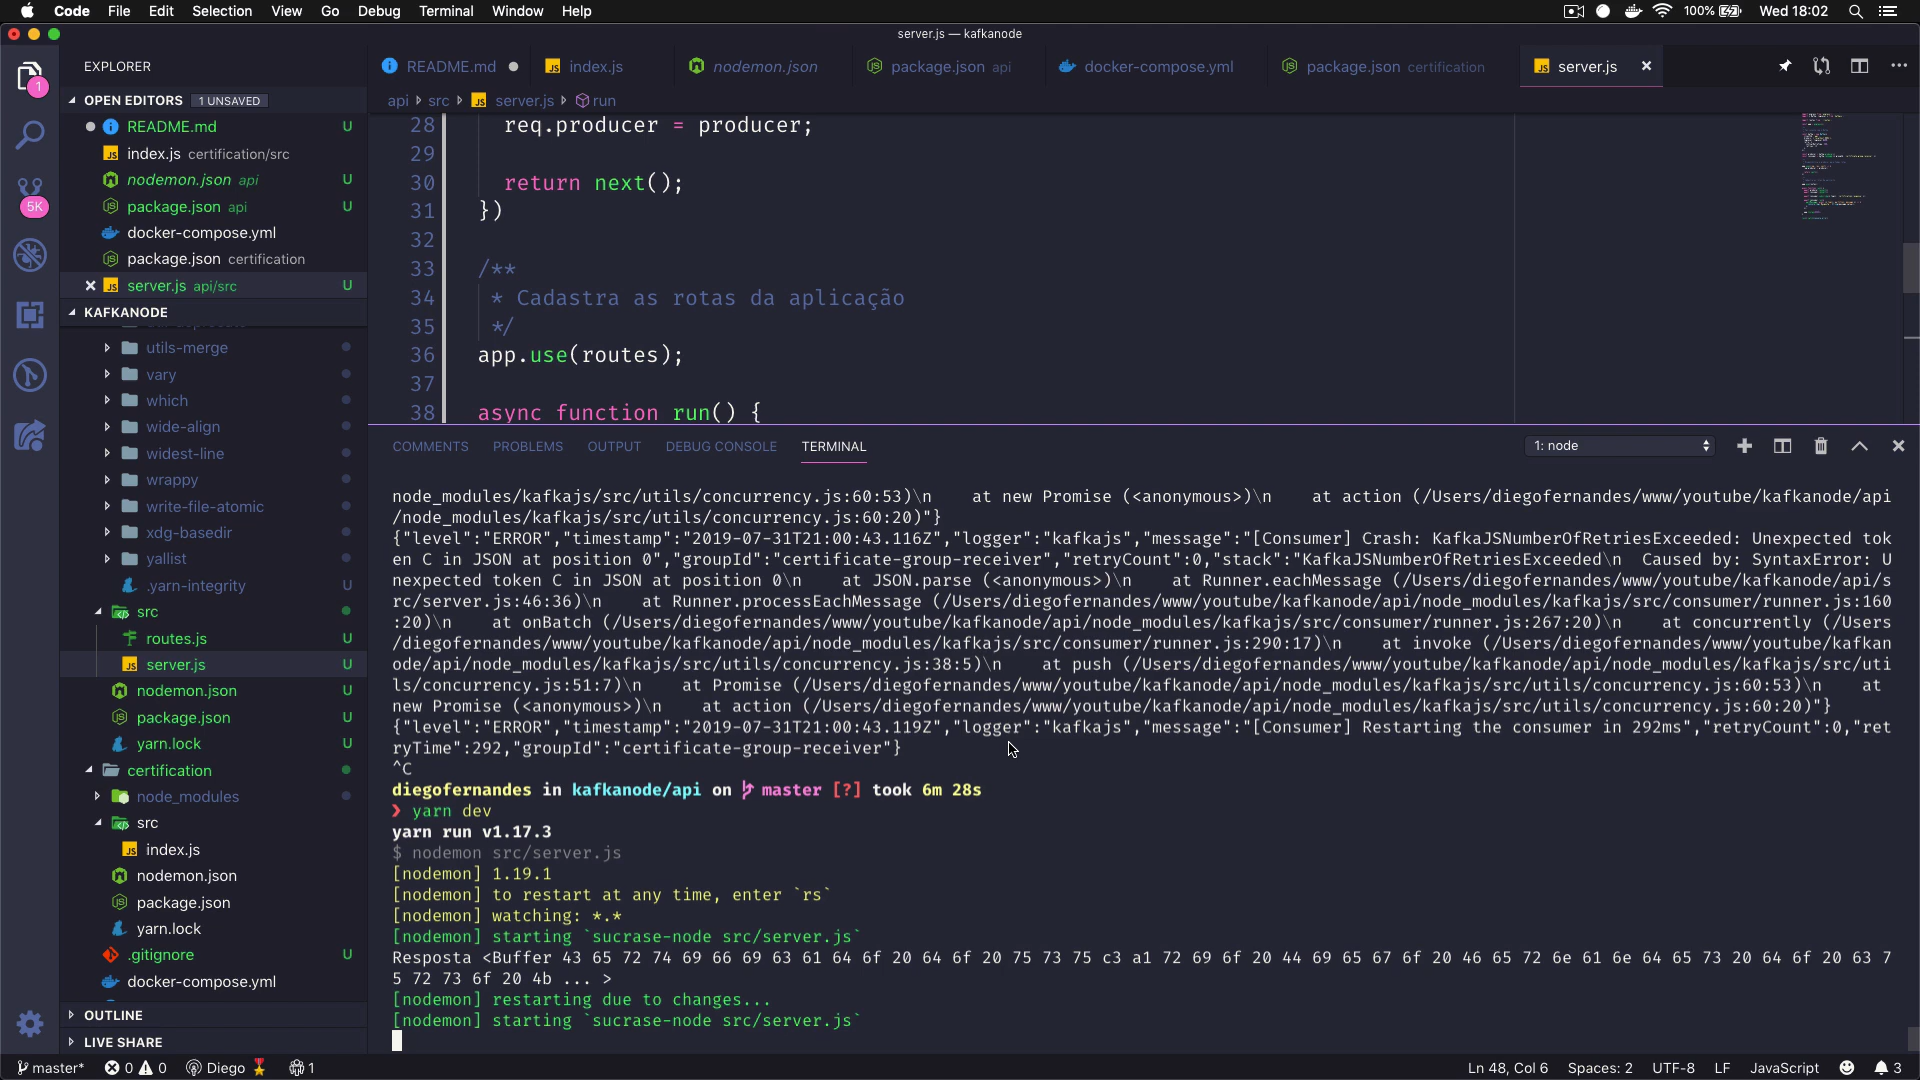 Code File Edit Selection View Go Debug Terminal Window Help 100% Wed 18:02
server.js — kafkanode
EXPLORER
OPEN EDITORS 1 UNSAVED
README.md U
index.js certification/src
nodemon.json api U
package.json api U
docker-compose.yml
package.json certification
server.js api/src U
KAFKANODE
utils-merge
vary
which
wide-align
widest-line
wrappy
write-file-atomic
xdg-basedir
yallist
.yarn-integrity U
src
routes.js U
server.js U
nodemon.json U
package.json U
yarn.lock U
certification
node_modules
src
index.js
nodemon.json
package.json
yarn.lock
.gitignore U
docker-compose.yml
OUTLINE
LIVE SHARE
1
5K
README.md index.js nodemon.json package.json api docker-compose.yml package.json certification server.js
api src server.js run
28 req.producer = producer;
29
30 return next();
31 })
32
33 /**
34 * Cadastra as rotas da aplicação
35 */
36 app.use(routes);
37
38 async function run() {
COMMENTS PROBLEMS OUTPUT DEBUG CONSOLE TERMINAL 1: node
node_modules/kafkajs/src/utils/concurrency.js:60:53)\n    at new Promise (<anonymous>)\n    at action (/Users/diegofernandes/www/youtube/kafkanode/api
/node_modules/kafkajs/src/utils/concurrency.js:60:20)"}
{"level":"ERROR","timestamp":"2019-07-31T21:00:43.116Z","logger":"kafkajs","message":"[Consumer] Crash: KafkaJSNumberOfRetriesExceeded: Unexpected tok
en C in JSON at position 0","groupId":"certificate-group-receiver","retryCount":0,"stack":"KafkaJSNumberOfRetriesExceeded\n  Caused by: SyntaxError: U
nexpected token C in JSON at position 0\n    at JSON.parse (<anonymous>)\n    at Runner.eachMessage (/Users/diegofernandes/www/youtube/kafkanode/api/s
rc/server.js:46:36)\n    at Runner.processEachMessage (/Users/diegofernandes/www/youtube/kafkanode/api/node_modules/kafkajs/src/consumer/runner.js:160
:20)\n    at onBatch (/Users/diegofernandes/www/youtube/kafkanode/api/node_modules/kafkajs/src/consumer/runner.js:267:20)\n    at concurrently (/Users
/diegofernandes/www/youtube/kafkanode/api/node_modules/kafkajs/src/consumer/runner.js:290:17)\n    at invoke (/Users/diegofernandes/www/youtube/kafkan
ode/api/node_modules/kafkajs/src/utils/concurrency.js:38:5)\n    at push (/Users/diegofernandes/www/youtube/kafkanode/api/node_modules/kafkajs/src/uti
ls/concurrency.js:51:7)\n    at Promise (/Users/diegofernandes/www/youtube/kafkanode/api/node_modules/kafkajs/src/utils/concurrency.js:60:53)\n    at
new Promise (<anonymous>)\n    at action (/Users/diegofernandes/www/youtube/kafkanode/api/node_modules/kafkajs/src/utils/concurrency.js:60:20)"}
{"level":"ERROR","timestamp":"2019-07-31T21:00:43.119Z","logger":"kafkajs","message":"[Consumer] Restarting the consumer in 292ms","retryCount":0,"ret
ryTime":292,"groupId":"certificate-group-receiver"}
^C
diegofernandes in kafkanode/api on master [?] took 6m 28s
❯ yarn dev
yarn run v1.17.3
$ nodemon src/server.js
[nodemon] 1.19.1
[nodemon] to restart at any time, enter `rs`
[nodemon] watching: *.*
[nodemon] starting `sucrase-node src/server.js`
Resposta <Buffer 43 65 72 74 69 66 69 63 61 64 6f 20 64 6f 20 75 73 75 c3 a1 72 69 6f 20 44 69 65 67 6f 20 46 65 72 6e 61 6e 64 65 73 20 64 6f 20 63 7
5 72 73 6f 20 4b ... >
[nodemon] restarting due to changes...
[nodemon] starting `sucrase-node src/server.js`
master* 0 0 Diego 1 Ln 48, Col 6 Spaces: 2 UTF-8 LF JavaScript 3